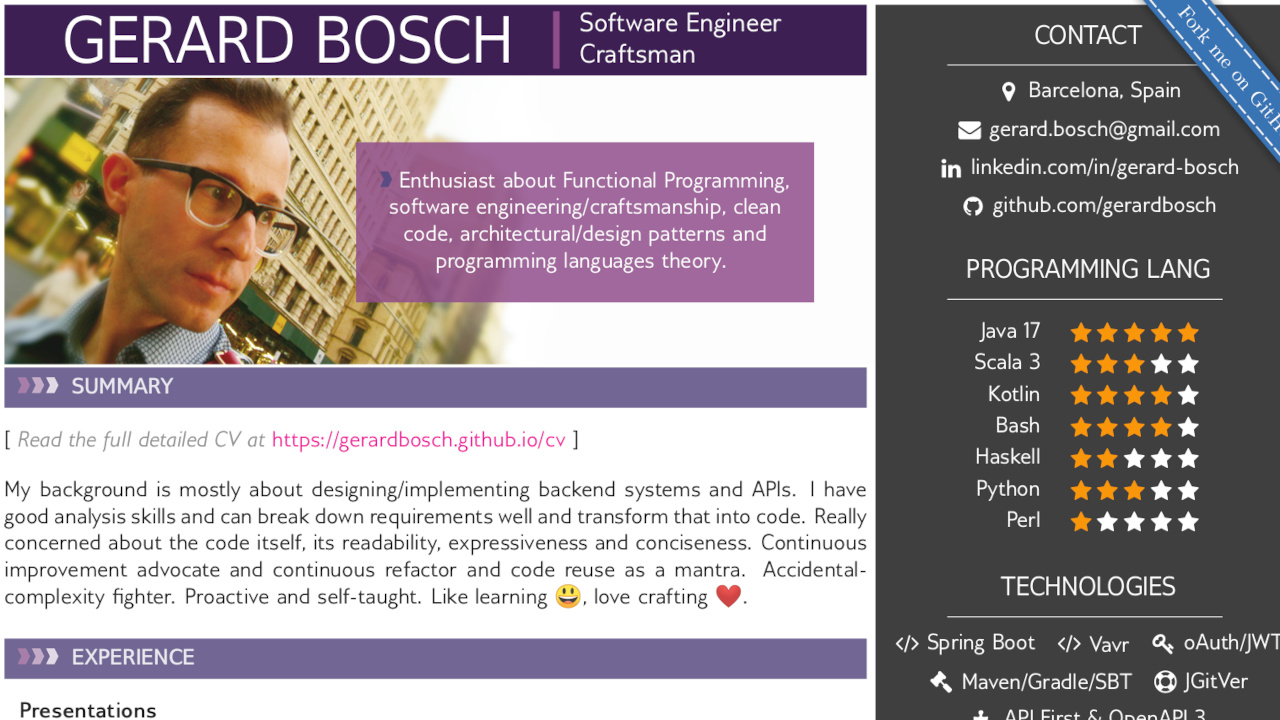 GERARD BOSCH
Software Engineer
Craftsman
Enthusiast about Functional Programming,
software engineering/craftsmanship, clean
code, architectural/design patterns and
programming languages theory.
SUMMARY
[ Read the full detailed CV at https://gerardbosch.github.io/cv ]
My background is mostly about designing/implementing backend systems and APIs. I have
good analysis skills and can break down requirements well and transform that into code. Really
concerned about the code itself, its readability, expressiveness and conciseness. Continuous
improvement advocate and continuous refactor and code reuse as a mantra. Accidental-
complexity fighter. Proactive and self-taught. Like learning 😃, love crafting ❤️.
EXPERIENCE
Presentations
CONTACT
Barcelona, Spain
gerard.bosch@gmail.com
linkedin.com/in/gerard-bosch
github.com/gerardbosch
Fork me on GitH
PROGRAMMING LANG
Java 17
Scala 3
Kotlin
Bash
Haskell
Python
Perl
TECHNOLOGIES
Spring Boot Vavr oAuth/JWT
Maven/Gradle/SBT JGitVer
API First & OpenAPI 3